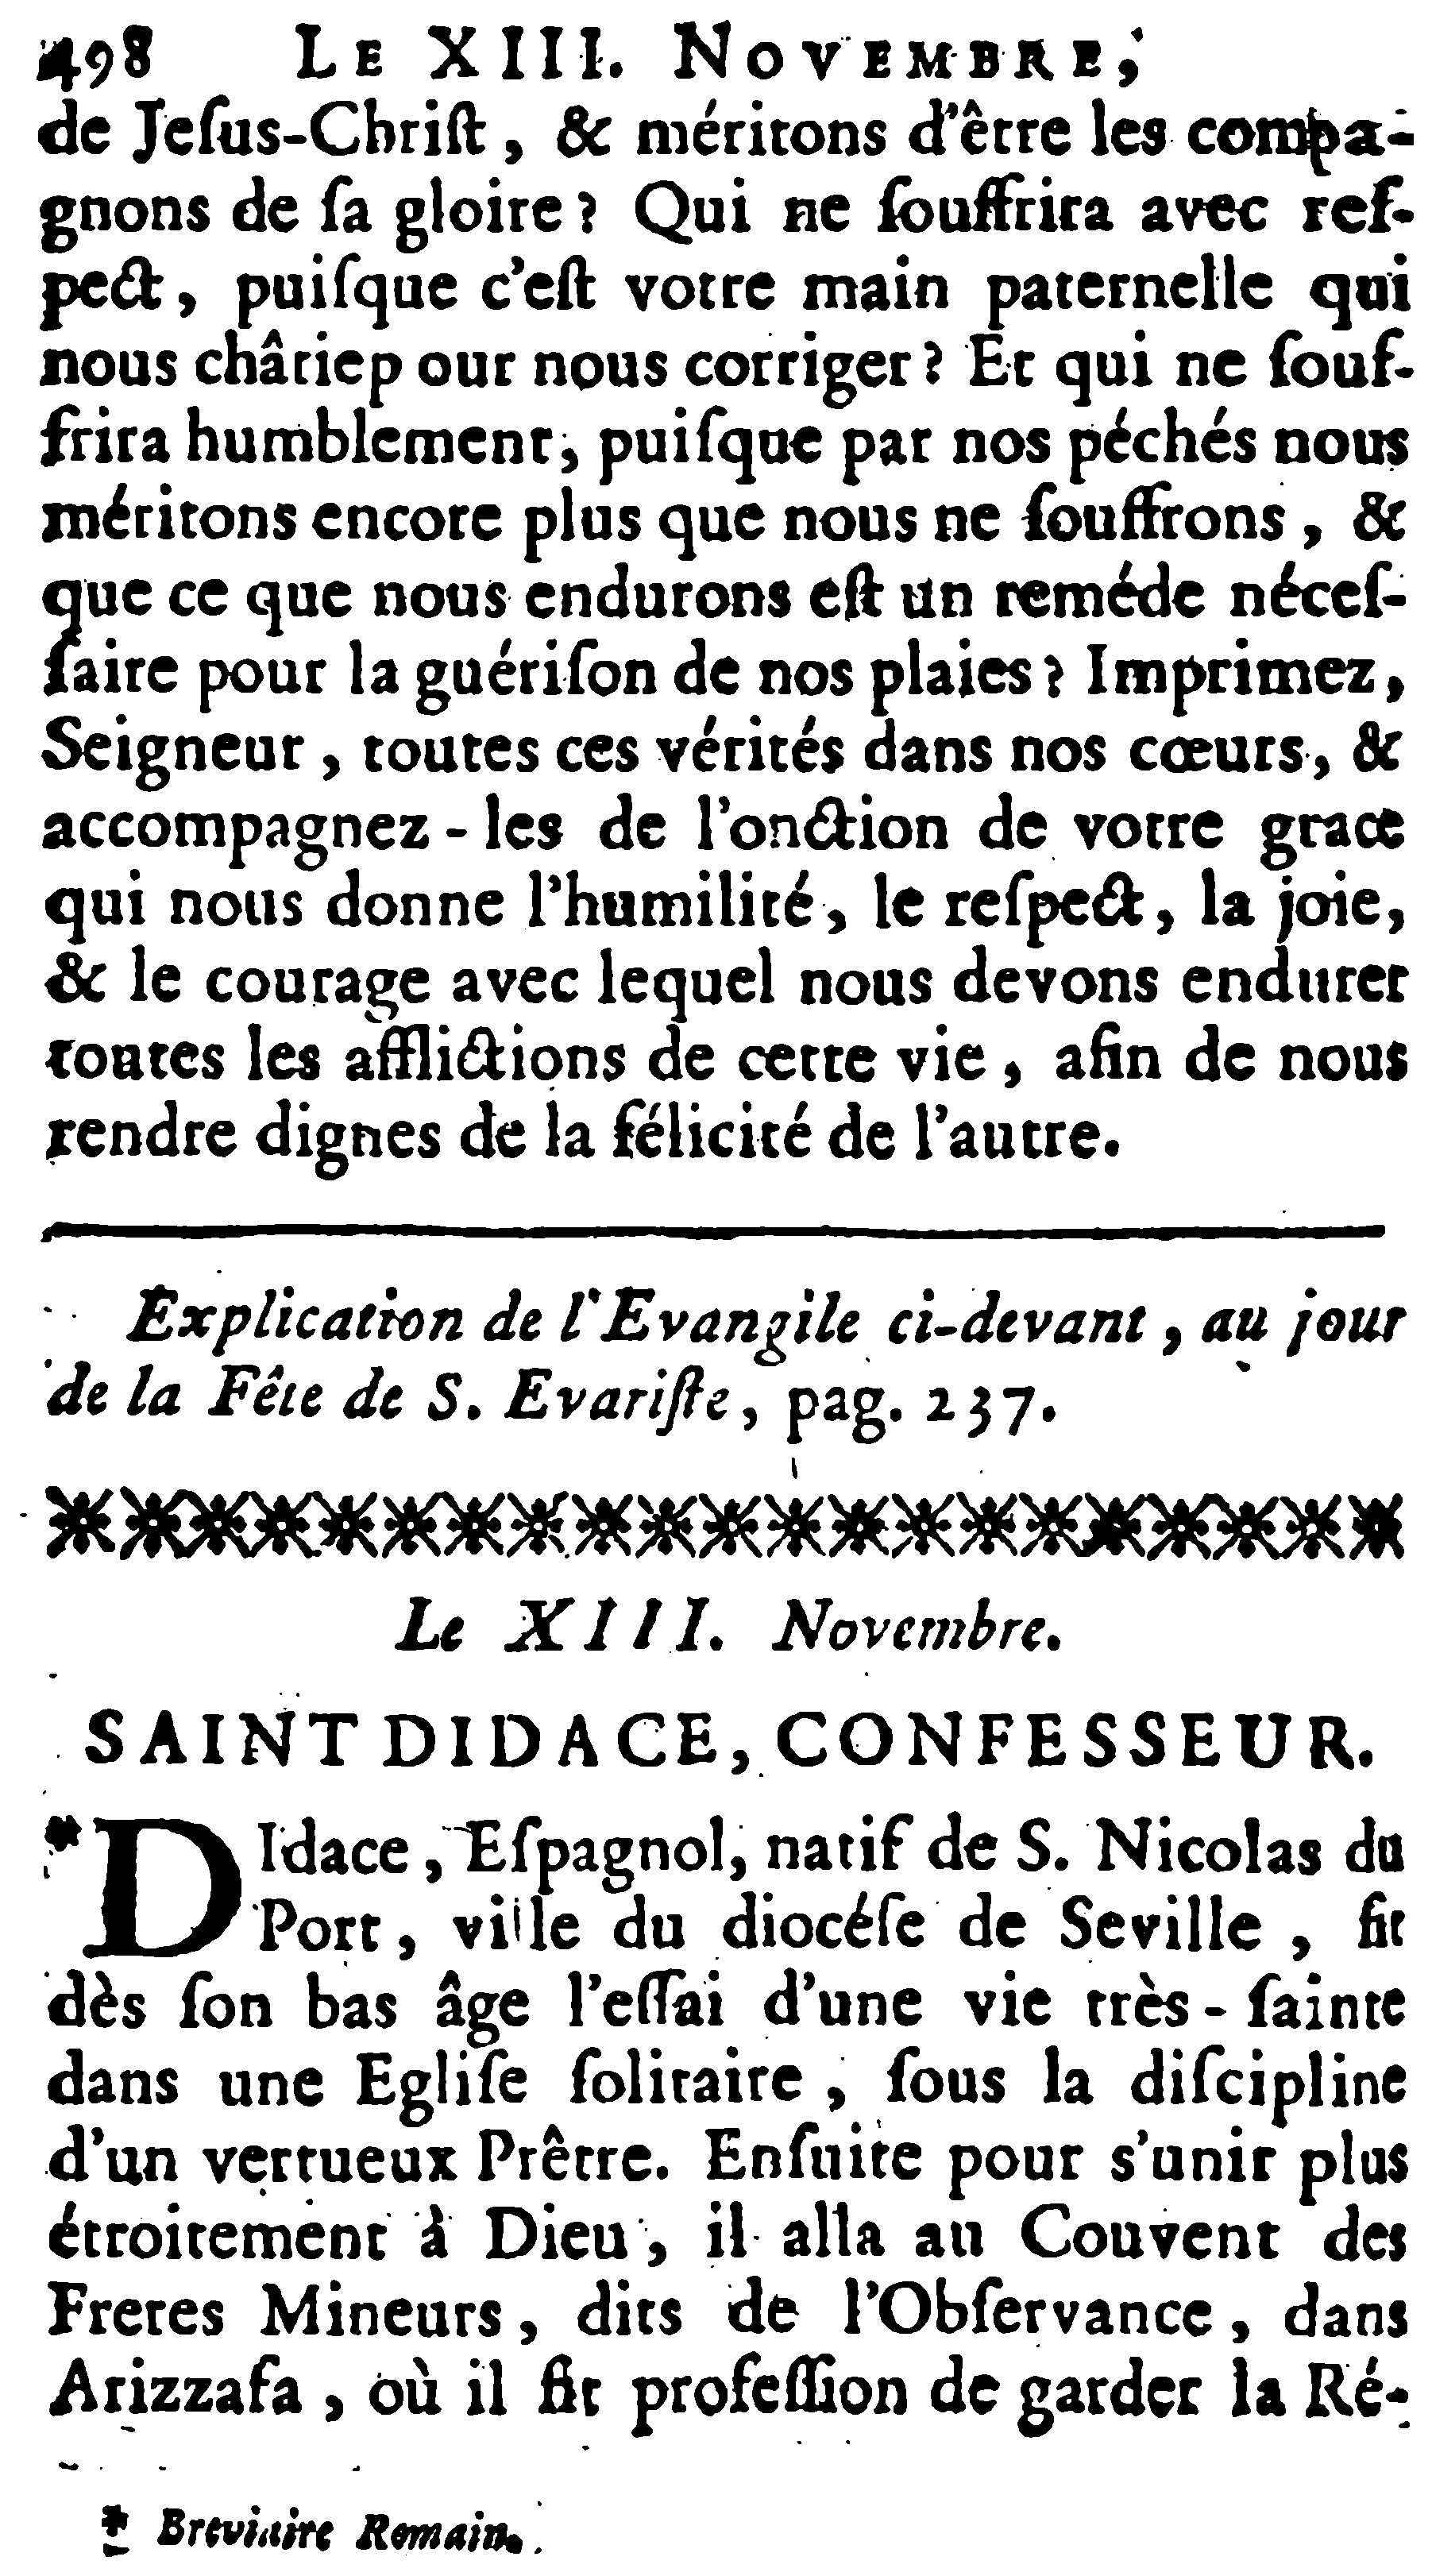 498 LE XIII. NOVEMBRE,
de Jeſus-Chriſt, & méritons d'être les compa-
gnons de ſa gloire? Qui ne ſouffrira avec reſ-
pect, puiſque c'eſt votre main paternelle qui
nous châtiep our nous corriger? Et qui ne ſouf-
frira humblement, puiſque par nos péchés nous
méritons encore plus que nous ne ſouffrons, &
que ce que nous endurons eſt un reméde néceſ-
ſaire pour la guériſon de nos plaies? Imprimez,
Seigneur, toutes ces vérités dans nos cœurs, &
accompagnez-les de l'onction de votre grace
qui nous donne l'humilité, le reſpect, la joie,
& le courage avec lequel nous devons endurer
toutes les afflictions de cette vie, afin de nous
rendre dignes de la félicité de l'autre.
Explication de l'Evangile ci-devant, au jour
de la Fête de S. Evariſte, pag. 237.
Le XIII. Novembre.
SAINT DIDACE, CONFESSEUR.
* DIdace, Eſpagnol, natif de S. Nicolas du
Port, ville du diocéſe de Seville, fit
dès ſon bas âge l'eſſai d'une vie très-ſainte
dans une Egliſe ſolitaire, ſous la diſcipline
d'un vertueux Prêtre. Enſuite pour s'unir plus
étroitement à Dieu, il alla au Couvent des
Freres Mineurs, dits de l'Obſervance, dans
Arizzafa, où il fit profeſſion de garder la Ré-
* Breviaire Romain.